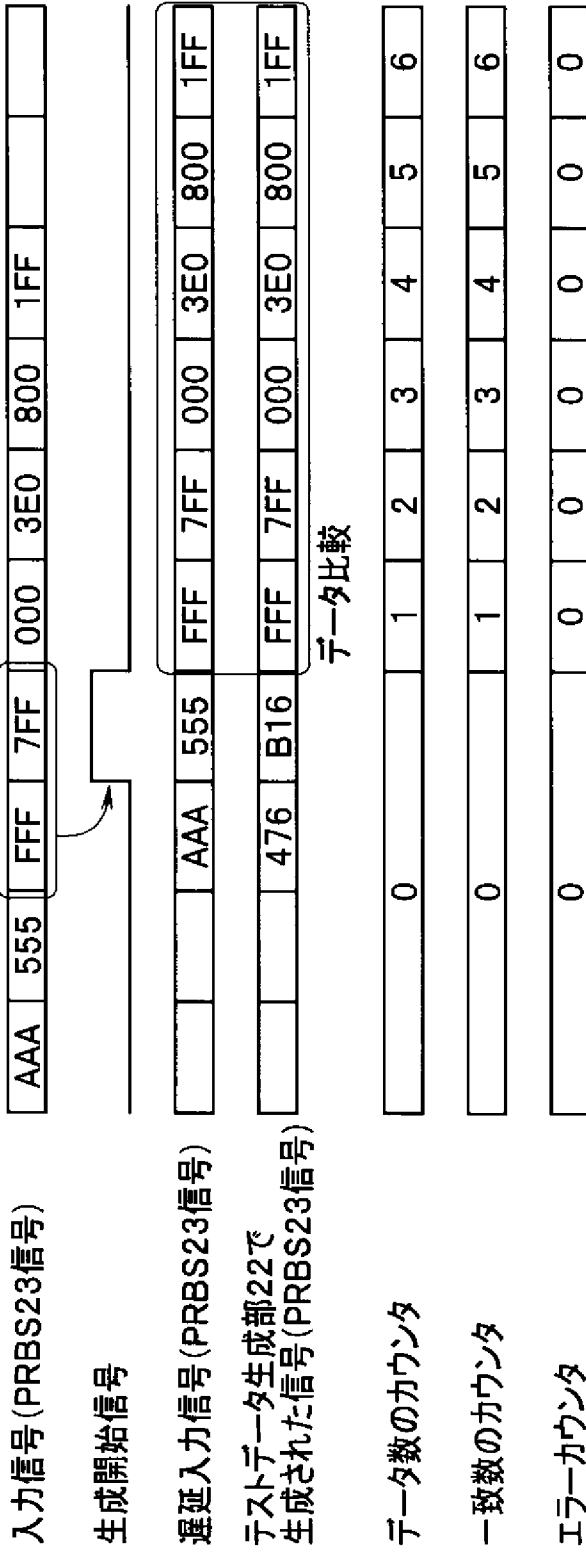 入力信号(PRBS23信号) AAA 555 FFF 7FF 000 3E0 800 1FF
生成開始信号
遅延入力信号(PRBS23信号) AAA 555 FFF 7FF 000 3E0 800 1FF
テストデータ生成部22で
生成された信号(PRBS23信号) 476 B16 FFF 7FF 000 3E0 800 1FF
データ比較
データ数のカウンタ 0 1 2 3 4 5 6
一致数のカウンタ 0 1 2 3 4 5 6
エラーカウンタ 0 0 0 0 0 0 0